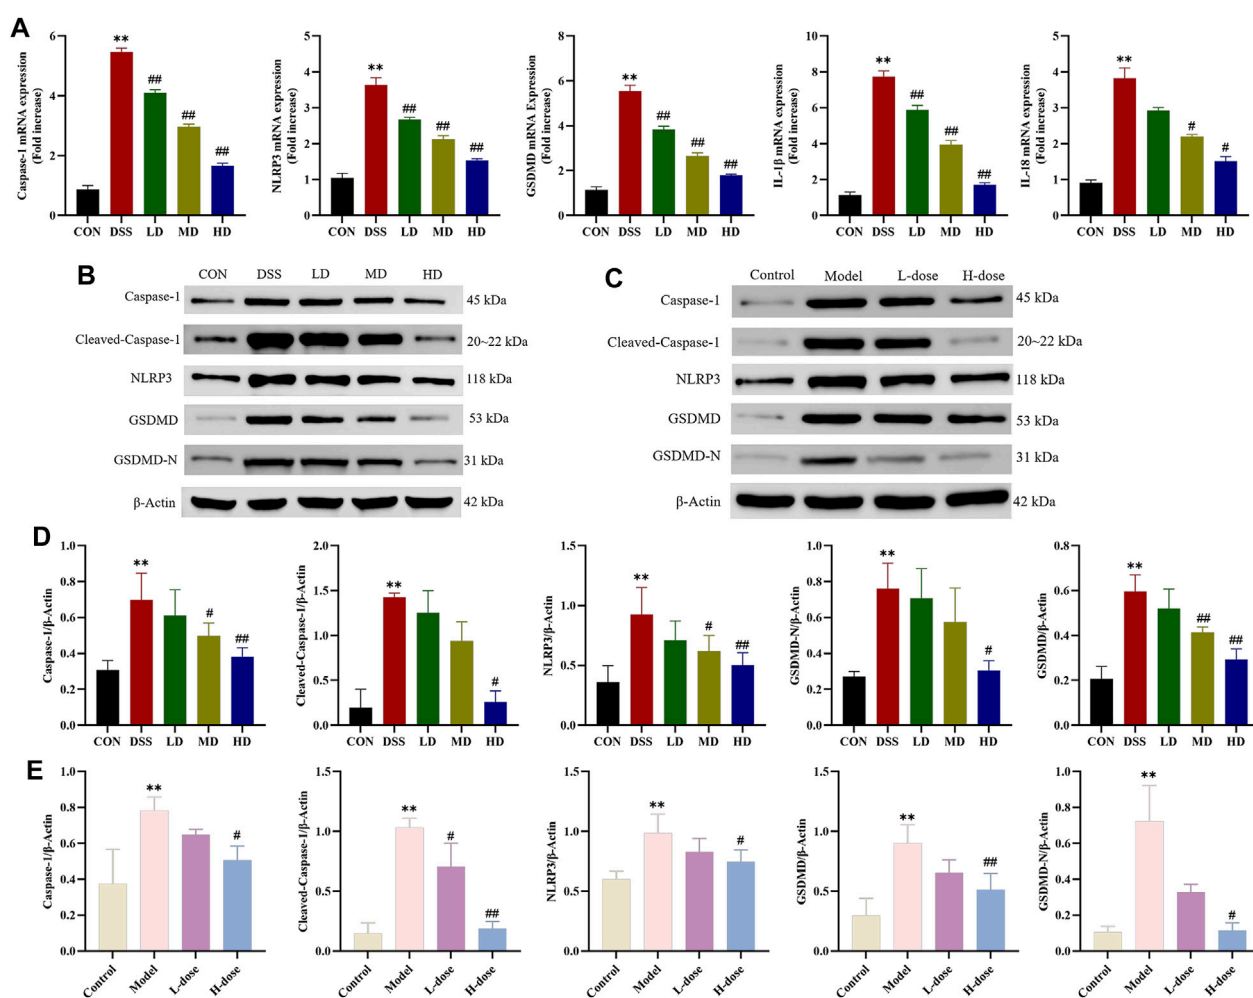 A
Caspase-1 mRNA expression
(Fold increase)
6
4
2
0
**
##
##
##
CON DSS LD MD HD
NLRP3 mRNA expression
(Fold increase)
5
4
3
2
1
0
**
##
##
##
CON DSS LD MD HD
GSDMD mRNA Expression
(Fold increase)
8
6
4
2
0
**
##
##
##
CON DSS LD MD HD
IL-1β mRNA expression
(Fold increase)
10
8
6
4
2
0
**
##
##
##
CON DSS LD MD HD
IL-18 mRNA expression
(Fold increase)
5
4
3
2
1
0
**
#
#
CON DSS LD MD HD
B
CON DSS LD MD HD
Caspase-1 45 kDa
Cleaved-Caspase-1 20~22 kDa
NLRP3 118 kDa
GSDMD 53 kDa
GSDMD-N 31 kDa
β-Actin 42 kDa
C
Control Model L-dose H-dose
Caspase-1 45 kDa
Cleaved-Caspase-1 20~22 kDa
NLRP3 118 kDa
GSDMD 53 kDa
GSDMD-N 31 kDa
β-Actin 42 kDa
D
Caspase-1/β-Actin
1.0
0.8
0.6
0.4
0.2
0.0
**
#
##
CON DSS LD MD HD
Cleaved-Caspase-1/β-Actin
2.0
1.5
1.0
0.5
0.0
**
#
CON DSS LD MD HD
NLRP3/β-Actin
1.5
1.0
0.5
0.0
**
#
##
CON DSS LD MD HD
GSDMD-N/β-Actin
1.0
0.8
0.6
0.4
0.2
0.0
**
#
CON DSS LD MD HD
GSDMD/β-Actin
0.8
0.6
0.4
0.2
0.0
**
##
##
CON DSS LD MD HD
E
Caspase-1/β-Actin
1.0
0.8
0.6
0.4
0.2
0.0
**
#
Control Model L-dose H-dose
Cleaved-Caspase-1/β-Actin
1.5
1.0
0.5
0.0
**
#
##
Control Model L-dose H-dose
NLRP3/β-Actin
1.5
1.0
0.5
0.0
**
#
Control Model L-dose H-dose
GSDMD/β-Actin
1.5
1.0
0.5
0.0
**
##
Control Model L-dose H-dose
GSDMD-N/β-Actin
1.0
0.8
0.6
0.4
0.2
0.0
**
#
Control Model L-dose H-dose